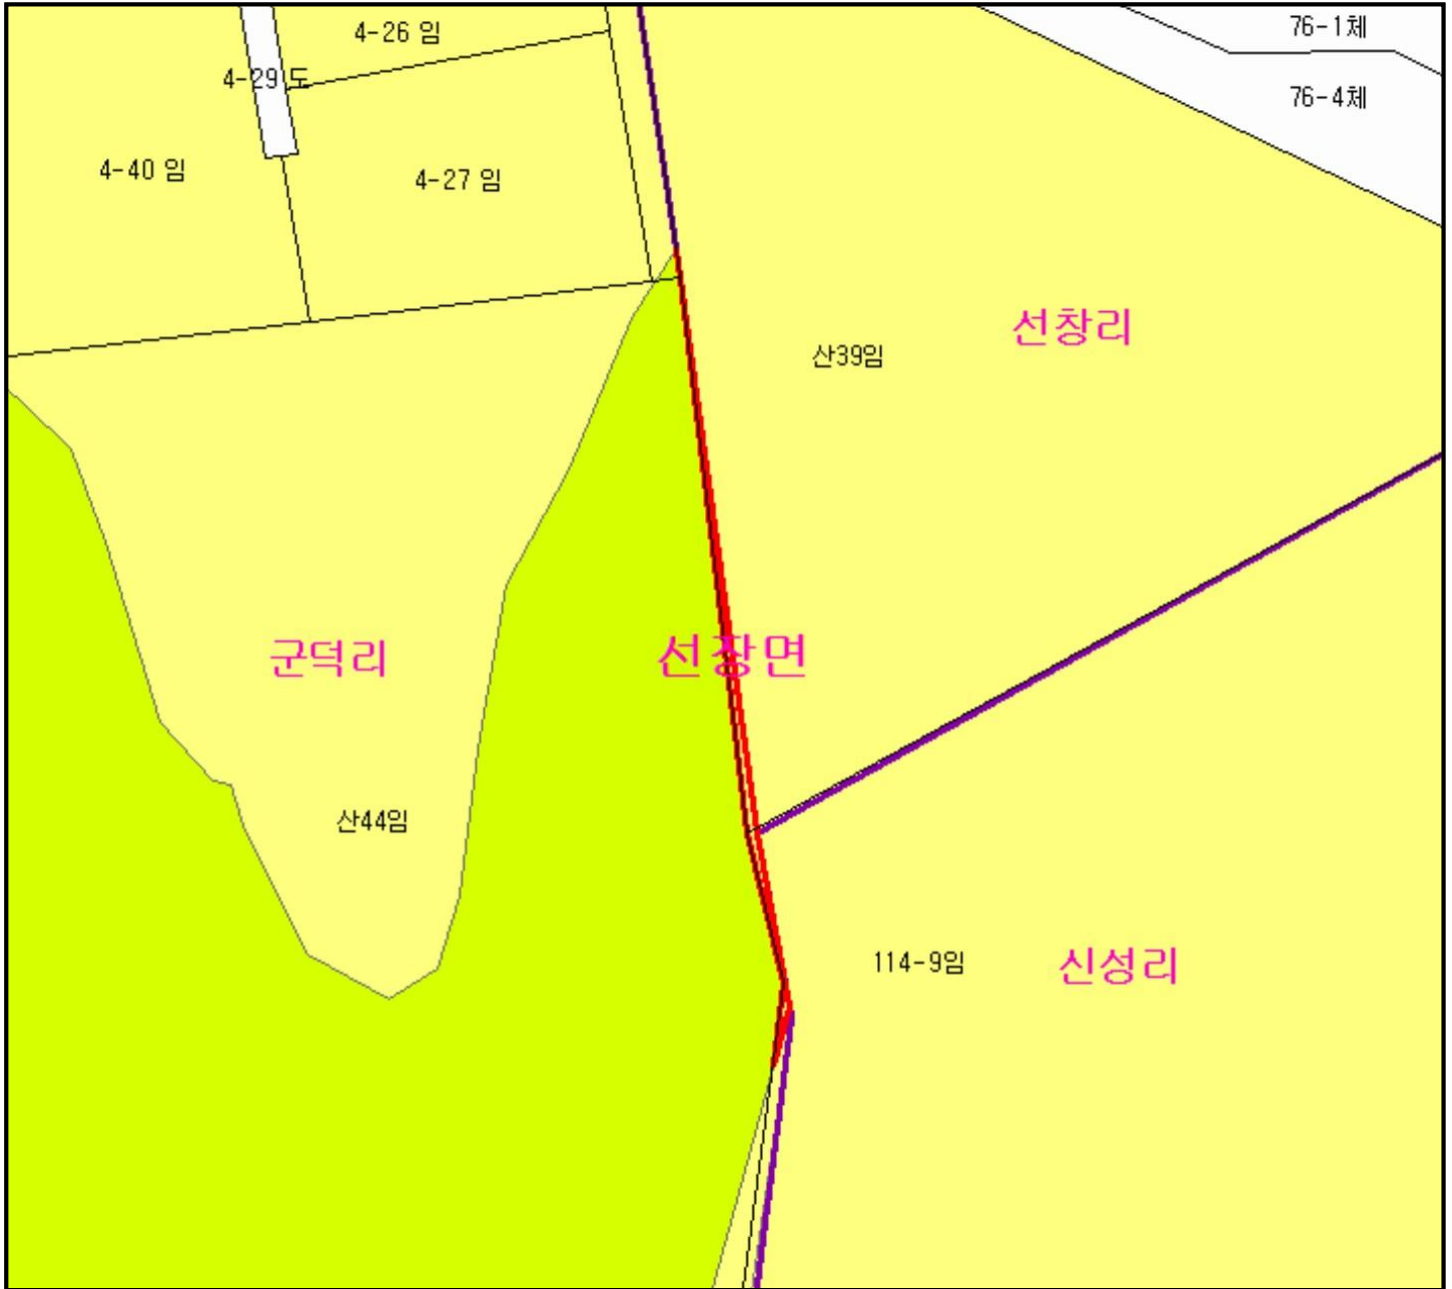 76-1체
4-26 임
4-29 도
76-4체
4-40 임
4-27 임
선창리
산39임
군덕리
선장면
산44임
114-9임
신성리